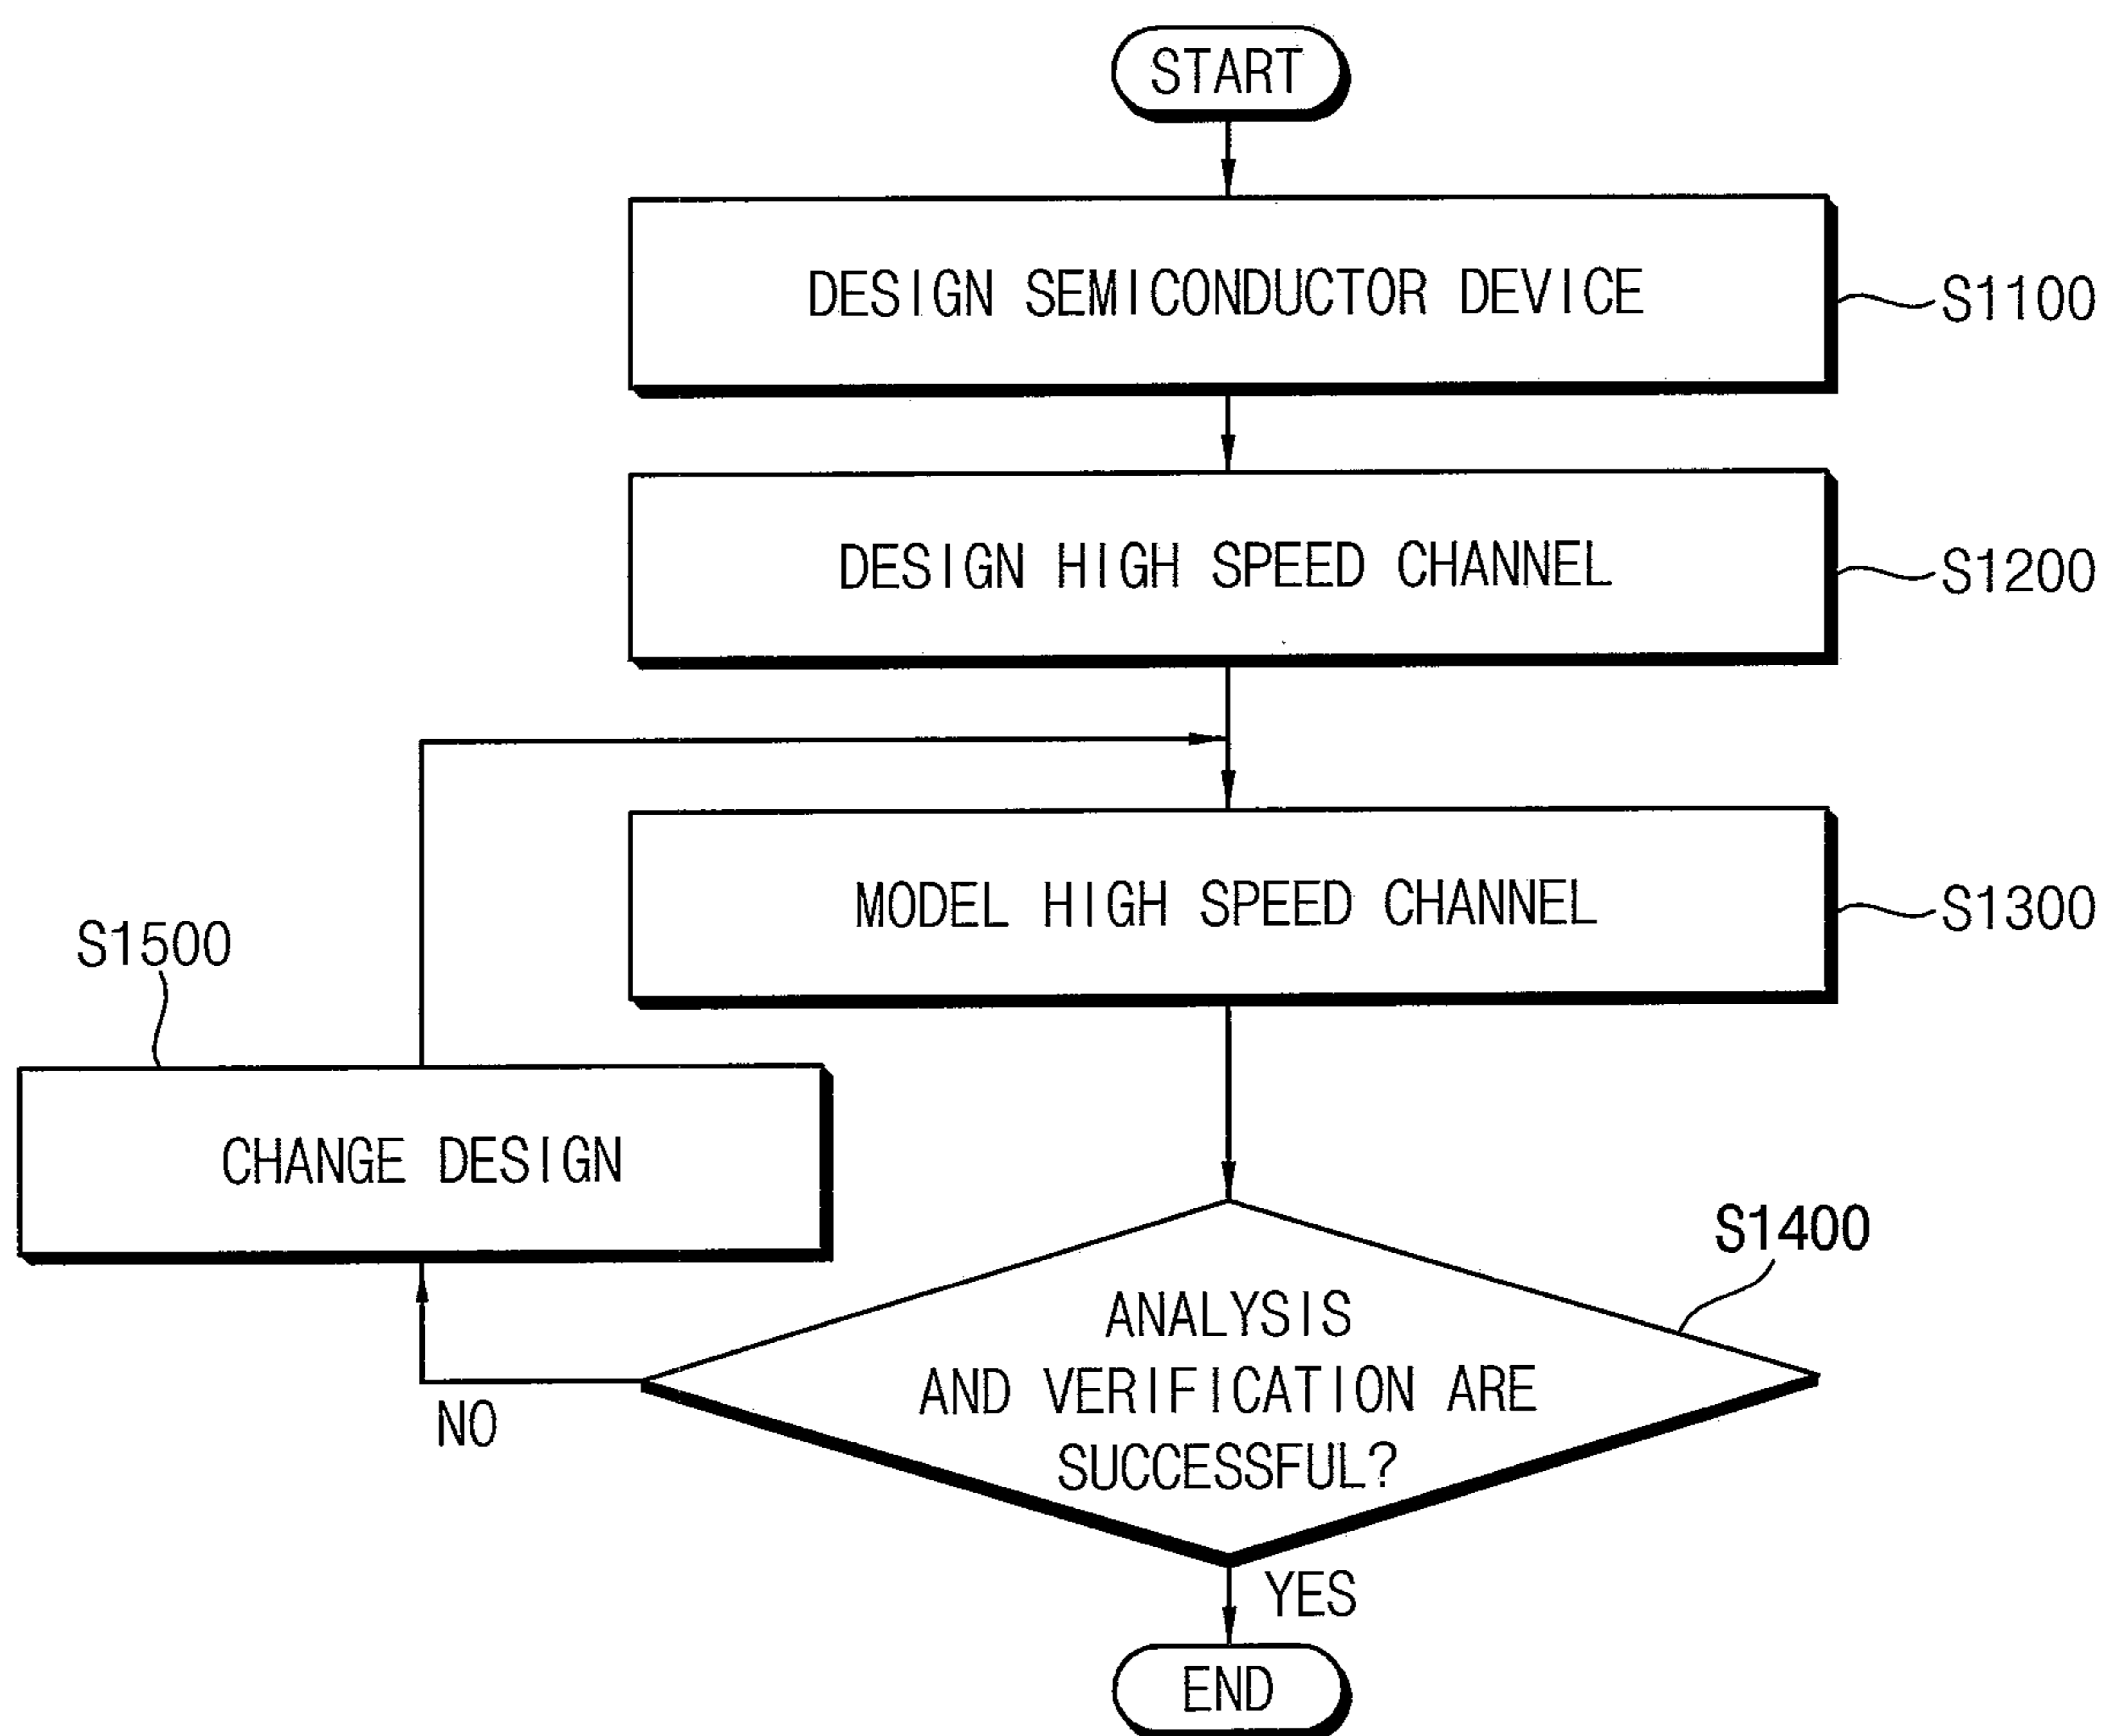 START
DESIGN SEMICONDUCTOR DEVICE
S1100
DESIGN HIGH SPEED CHANNEL
S1200
MODEL HIGH SPEED CHANNEL
S1300
S1500
CHANGE DESIGN
S1400
ANALYSIS
AND VERIFICATION ARE
SUCCESSFUL?
NO
YES
END